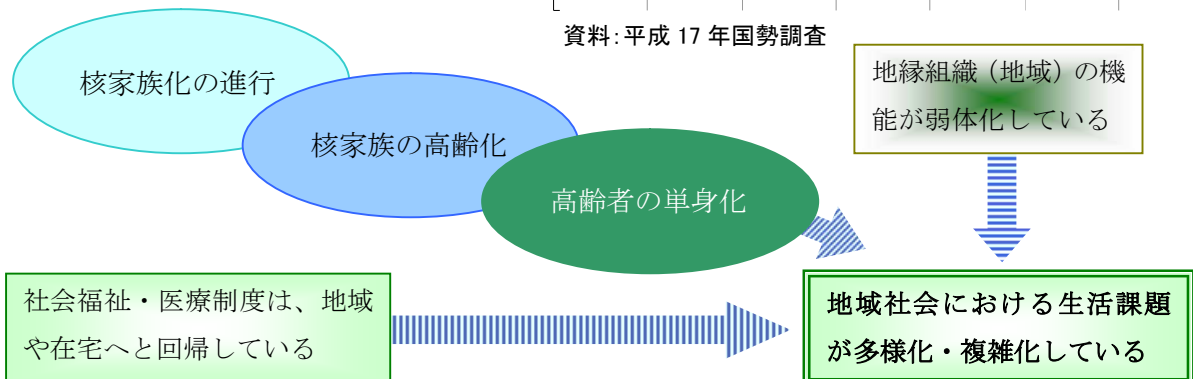 資料：平成 17 年国勢調査
核家族化の進行
地縁組織（地域）の機
能が弱体化している
核家族の高齢化
高齢者の単身化
社会福祉・医療制度は、地域
や在宅へと回帰している
地域社会における生活課題
が多様化・複雑化している